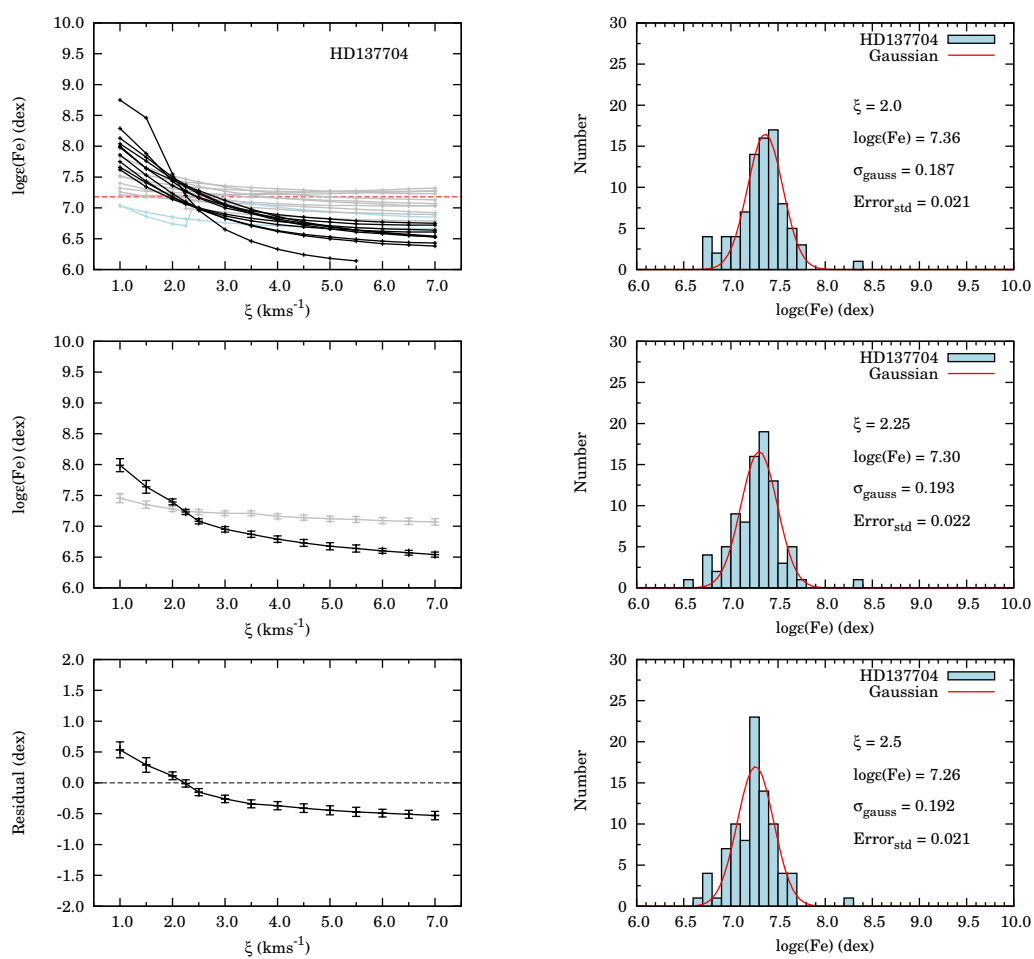 10.0
9.5
9.0
8.5
8.0
7.5
7.0
6.5
6.0
logε(Fe) (dex)
HD137704
1.0 2.0 3.0 4.0 5.0 6.0 7.0
ξ (kms⁻¹)
30
25
20
15
10
5
0
Number
HD137704
Gaussian
ξ = 2.0
logε(Fe) = 7.36
σgauss = 0.187
Errorstd = 0.021
6.0 6.5 7.0 7.5 8.0 8.5 9.0 9.5 10.0
logε(Fe) (dex)
10.0
9.5
9.0
8.5
8.0
7.5
7.0
6.5
6.0
logε(Fe) (dex)
1.0 2.0 3.0 4.0 5.0 6.0 7.0
ξ (kms⁻¹)
30
25
20
15
10
5
0
Number
HD137704
Gaussian
ξ = 2.25
logε(Fe) = 7.30
σgauss = 0.193
Errorstd = 0.022
6.0 6.5 7.0 7.5 8.0 8.5 9.0 9.5 10.0
logε(Fe) (dex)
2.0
1.5
1.0
0.5
0.0
-0.5
-1.0
-1.5
-2.0
Residual (dex)
1.0 2.0 3.0 4.0 5.0 6.0 7.0
ξ (kms⁻¹)
30
25
20
15
10
5
0
Number
HD137704
Gaussian
ξ = 2.5
logε(Fe) = 7.26
σgauss = 0.192
Errorstd = 0.021
6.0 6.5 7.0 7.5 8.0 8.5 9.0 9.5 10.0
logε(Fe) (dex)